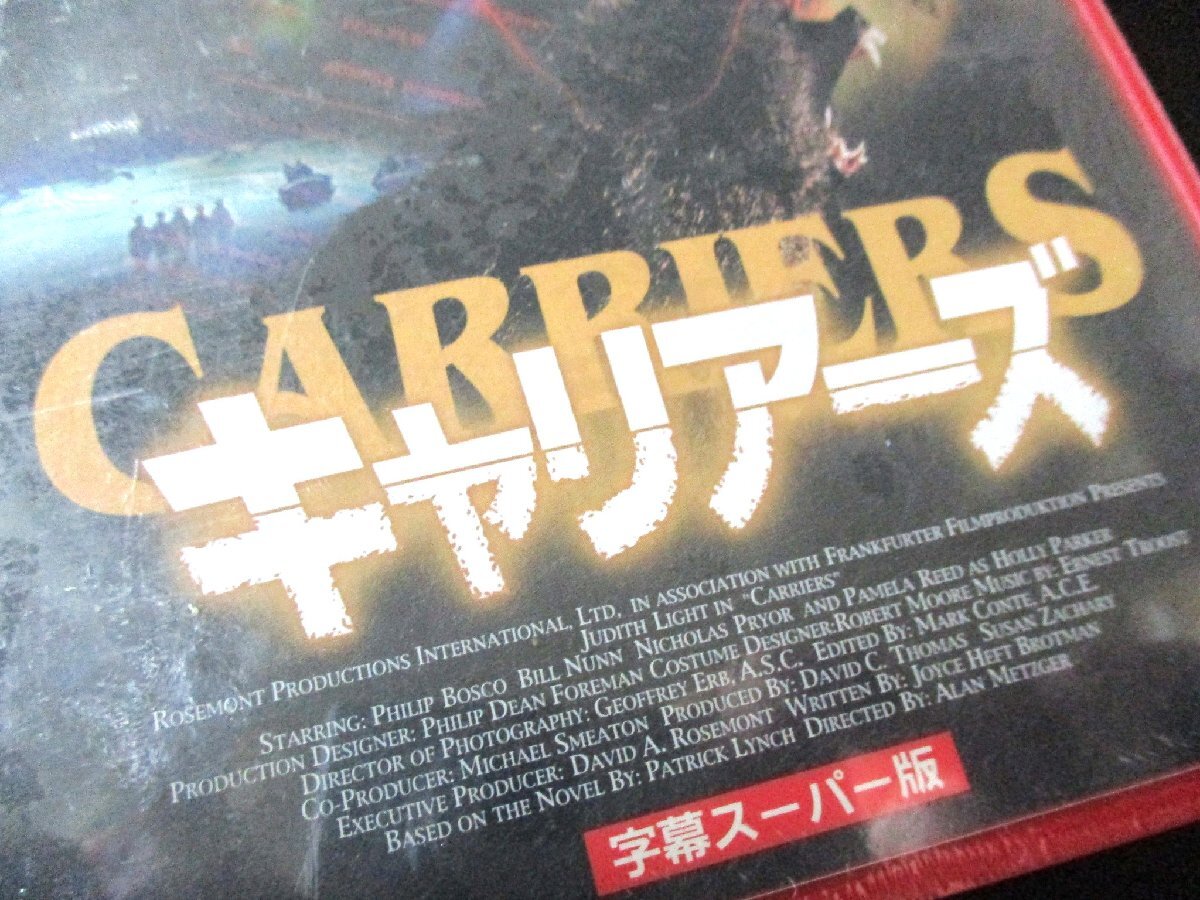 CARRIERS
キャリアーズ
ROSEMONT PRODUCTIONS INTERNATIONAL, LTD. IN ASSOCIATION WITH FRANKFURTER FILMPRODUKTION PRESENTS
JUDITH LIGHT IN "CARRIERS"
STARRING: PHILIP BOSCO BILL NUNN NICHOLAS PRYOR AND PAMELA REED AS HOLLY PARKER
PRODUCTION DESIGNER: PHILIP DEAN FOREMAN COSTUME DESIGNER:ROBERT MOORE MUSIC BY: ERNEST TROOST
DIRECTOR OF PHOTOGRAPHY: GEOFFREY ERB, A.S.C. EDITED BY: MARK CONTE, A.C.E.
CO-PRODUCER: MICHAEL SMEATON PRODUCED BY: DAVID C. THOMAS SUSAN ZACHARY
EXECUTIVE PRODUCER: DAVID A. ROSEMONT WRITTEN BY: JOYCE HEFT BROTMAN
BASED ON THE NOVEL BY: PATRICK LYNCH DIRECTED BY: ALAN METZGER
字幕スーパー版